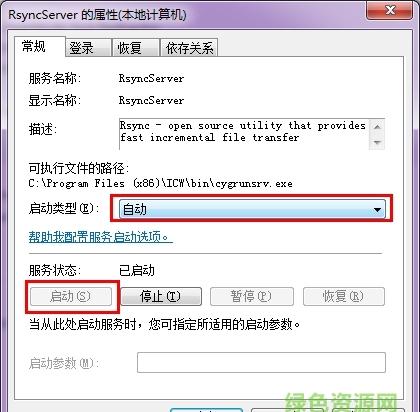 RsyncServer 的属性(本地计算机)
常规 登录 恢复 依存关系
服务名称: RsyncServer
显示名称: RsyncServer
描述: Rsync - open source utility that provides
fast incremental file transfer
可执行文件的路径:
C:\Program Files (x86)\ICW\bin\cygrunsrv.exe
启动类型(E): 自动
帮助我配置服务启动选项。
服务状态: 已启动
启动(S) 停止(T) 暂停(P) 恢复(R)
当从此处启动服务时，您可指定所适用的启动参数。
启动参数(M):
绿色资源网